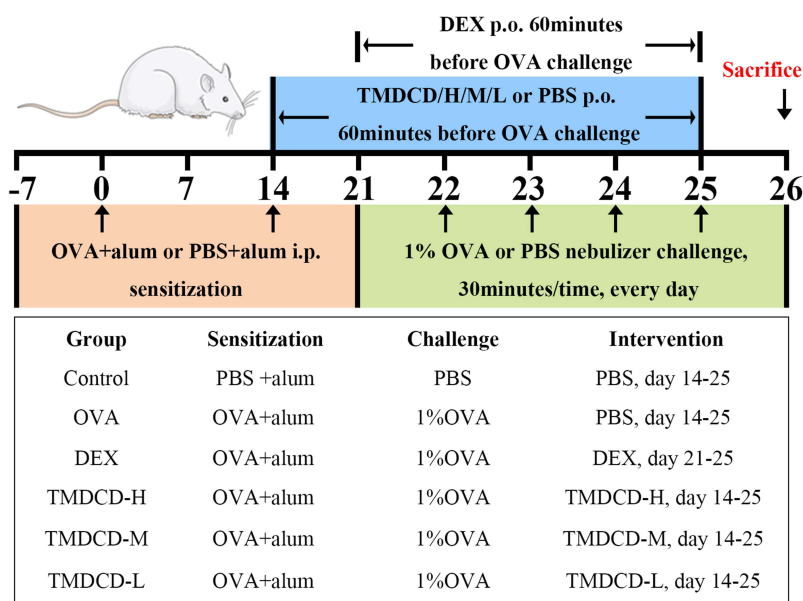 DEX p.o. 60minutes
before OVA challenge
Sacrifice
TMDCD/H/M/L or PBS p.o.
60minutes before OVA challenge
-7 0 7 14 21 22 23 24 25 26
OVA+alum or PBS+alum i.p.
sensitization
1% OVA or PBS nebulizer challenge,
30minutes/time, every day
Group Sensitization Challenge Intervention
Control PBS +alum PBS PBS, day 14-25
OVA OVA+alum 1%OVA PBS, day 14-25
DEX OVA+alum 1%OVA DEX, day 21-25
TMDCD-H OVA+alum 1%OVA TMDCD-H, day 14-25
TMDCD-M OVA+alum 1%OVA TMDCD-M, day 14-25
TMDCD-L OVA+alum 1%OVA TMDCD-L, day 14-25